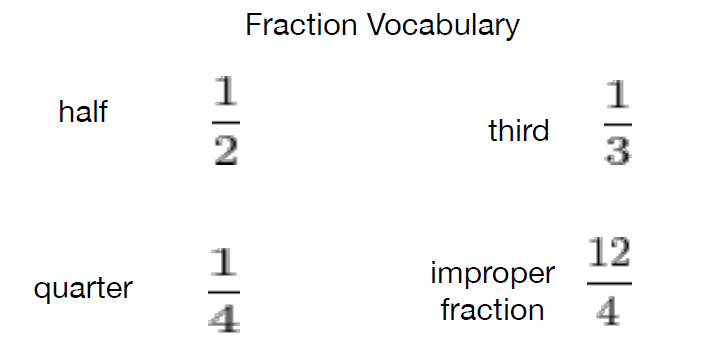 Fraction Vocabulary
half 1/2
third 1/3
quarter 1/4
improper fraction 12/4